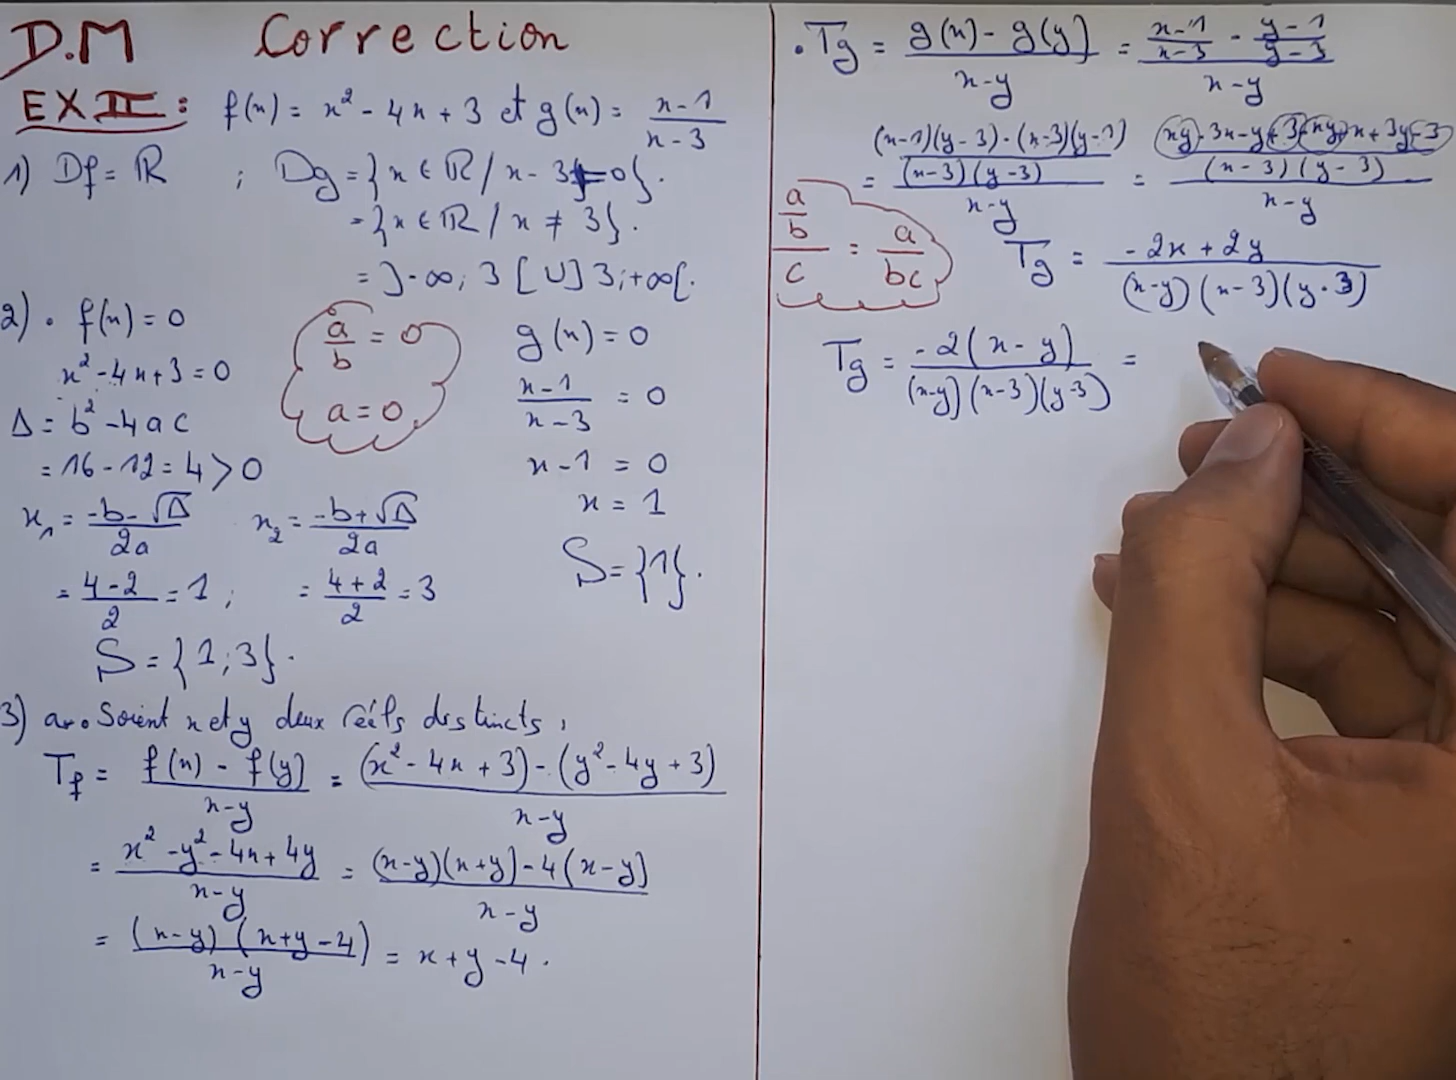 D.M Correction
EX II : f(x) = x² - 4x + 3 et g(x) = (x-1)/(x-3)
1) Df = ℝ ; Dg = {x ∈ ℝ / x - 3 ≠ 0}.
= {x ∈ ℝ / x ≠ 3}.
= ]-∞; 3[ U ]3; +∞[.
2) • f(x) = 0
x² - 4x + 3 = 0
Δ = b² - 4ac
= 16 - 12 = 4 > 0
x₁ = (-b - √Δ)/2a x₂ = (-b + √Δ)/2a
= (4 - 2)/2 = 1 ; = (4 + 2)/2 = 3
S = {1; 3}.
a/b = 0
a = 0
g(x) = 0
(x-1)/(x-3) = 0
x - 1 = 0
x = 1
S = {1}.
3) a- • Soient x et y deux réels distincts,
Tf = (f(x) - f(y))/(x-y) = ((x² - 4x + 3) - (y² - 4y + 3))/(x-y)
= (x² - y² - 4x + 4y)/(x-y) = ((x-y)(x+y) - 4(x-y))/(x-y)
= ((x-y)(x+y-4))/(x-y) = x + y - 4.
• Tg = (g(x) - g(y))/(x-y) = ((x-1)/(x-3) - (y-1)/(y-3))/(x-y)
= (((x-1)(y-3) - (x-3)(y-1))/((x-3)(y-3)))/(x-y) = ((xy - 3x - y + 3 - xy + x + 3y - 3)/((x-3)(y-3)))/(x-y)
(a/b)/c = a/bc
Tg = (-2x + 2y)/((x-y)(x-3)(y-3))
Tg = (-2(x-y))/((x-y)(x-3)(y-3)) =